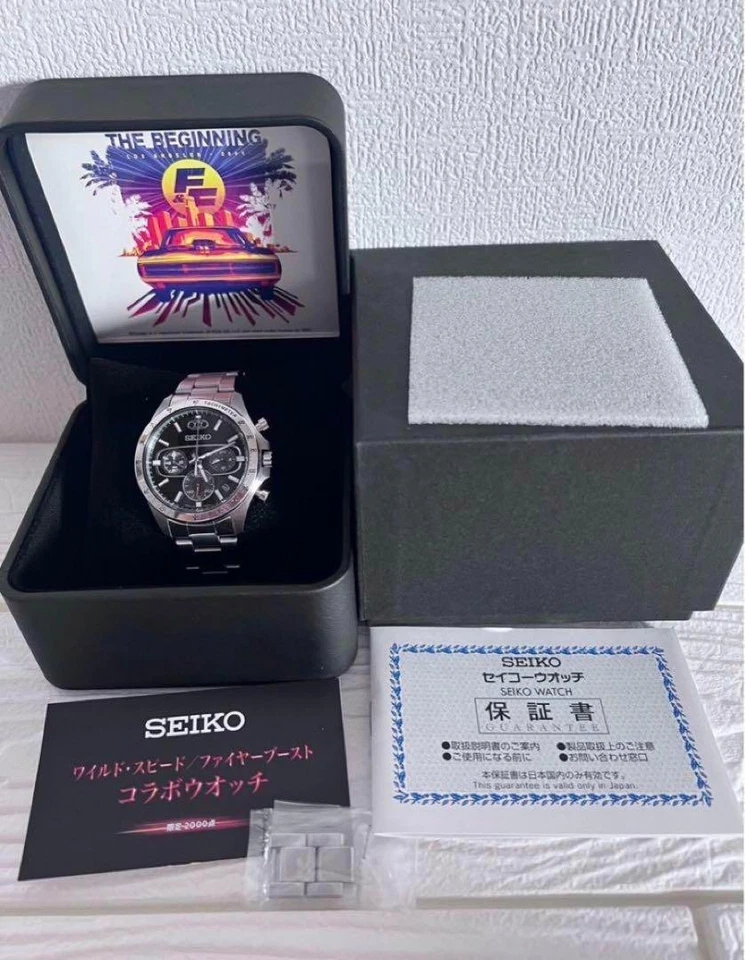 THE BEGINNING
LOS ANGELES · 2001
F&F
TACHYMETER
SEIKO
SEIKO
ワイルド・スピード/ファイヤーブースト
コラボウオッチ
限定2000点
SEIKO
セイコーウオッチ
SEIKO WATCH
保証書
GUARANTEE
●取扱説明書のご案内 ●製品取扱上のご注意
●ご使用になる前に ●お問い合わせ窓口
本保証書は日本国内のみ有効です。
This guarantee is valid only in Japan.